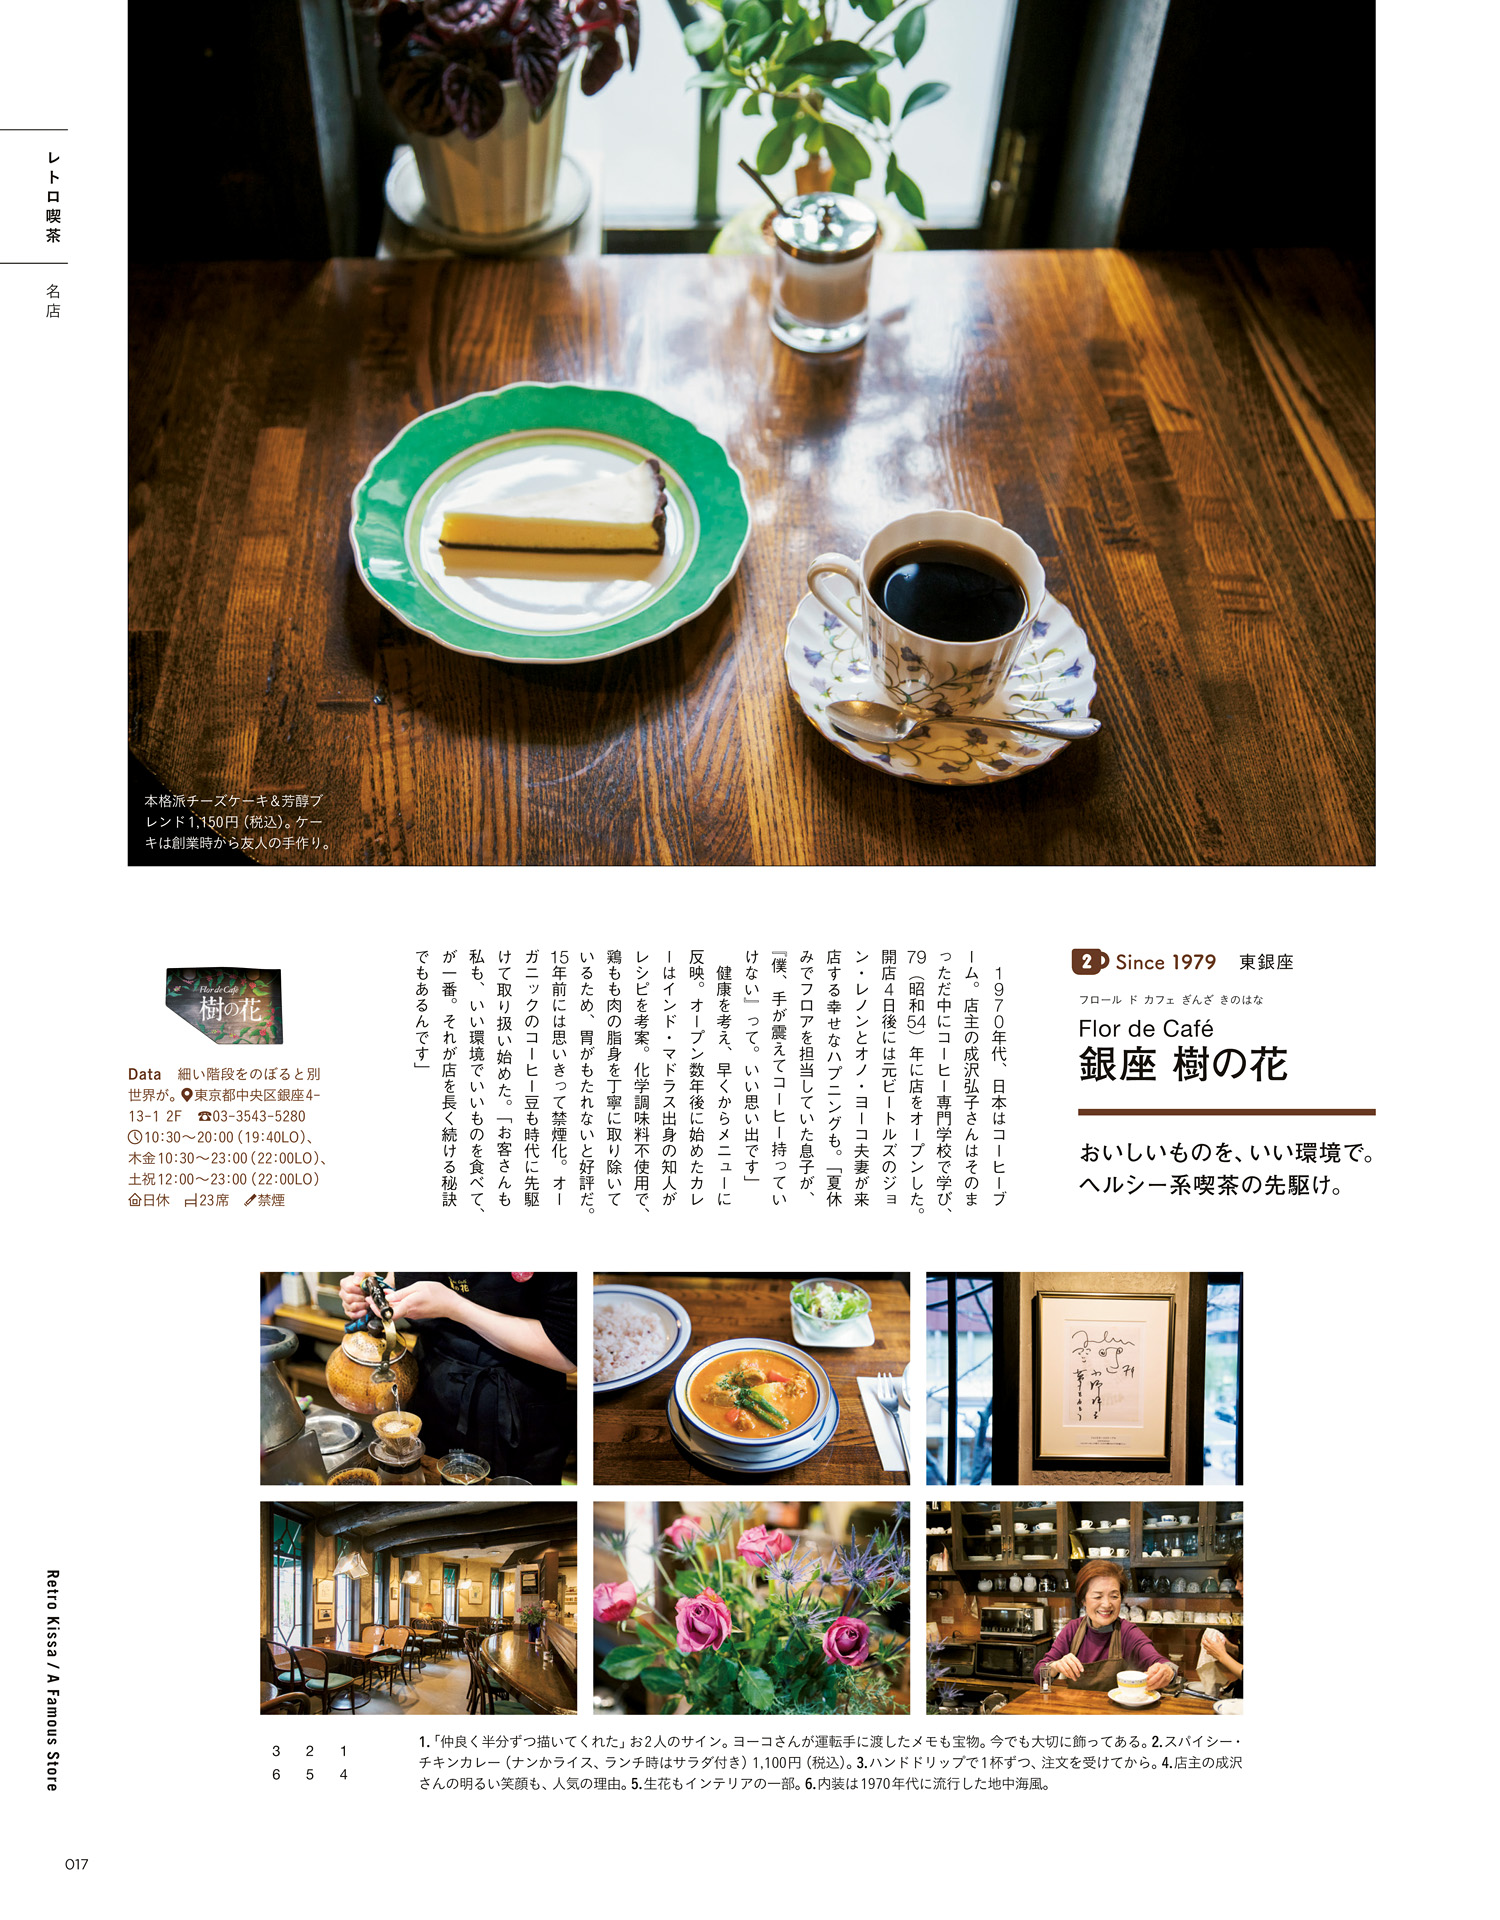 レトロ喫茶
名店
本格派チーズケーキ&芳醇ブ
レンド1,150円（税込）。ケー
キは創業時から友人の手作り。
2 Since 1979 東銀座
フロール ド カフェ ぎんざ きのはな
Flor de Café
銀座 樹の花
おいしいものを、いい環境で。
ヘルシー系喫茶の先駆け。
1970年代、日本はコーヒーブ
ーム。店主の成沢弘子さんはそのま
っただ中にコーヒー専門学校で学び、
79（昭和54）年に店をオープンした。
開店4日後には元ビートルズのジョ
ン・レノンとオノ・ヨーコ夫妻が来
店する幸せなハプニングも。「夏休
みでフロアを担当していた息子が、
『僕、手が震えてコーヒー持ってい
けない』って。いい思い出です」
健康を考え、早くからメニューに
反映。オープン数年後に始めたカレ
ーはインド・マドラス出身の知人が
レシピを考案。化学調味料不使用で、
鶏もも肉の脂身を丁寧に取り除いて
いるため、胃がもたれないと好評だ。
15年前には思いきって禁煙化。オー
ガニックのコーヒー豆も時代に先駆
けて取り扱い始めた。「お客さんも
私も、いい環境でいいものを食べて、
が一番。それが店を長く続ける秘訣
でもあるんです」
Flor de Café
樹の花
Data 細い階段をのぼると別
世界が。東京都中央区銀座4-
13-1 2F ☎03-3543-5280
10:30〜20:00（19:40LO）、
木金10:30〜23:00（22:00LO）、
土祝12:00〜23:00（22:00LO）
日休 23席 禁煙
の花
71
3 2 1
6 5 4
1.「仲良く半分ずつ描いてくれた」お2人のサイン。ヨーコさんが運転手に渡したメモも宝物。今でも大切に飾ってある。2.スパイシー・
チキンカレー（ナンかライス、ランチ時はサラダ付き）1,100円（税込）。3.ハンドドリップで1杯ずつ、注文を受けてから。4.店主の成沢
さんの明るい笑顔も、人気の理由。5.生花もインテリアの一部。6.内装は1970年代に流行した地中海風。
Retro Kissa / A Famous Store
017